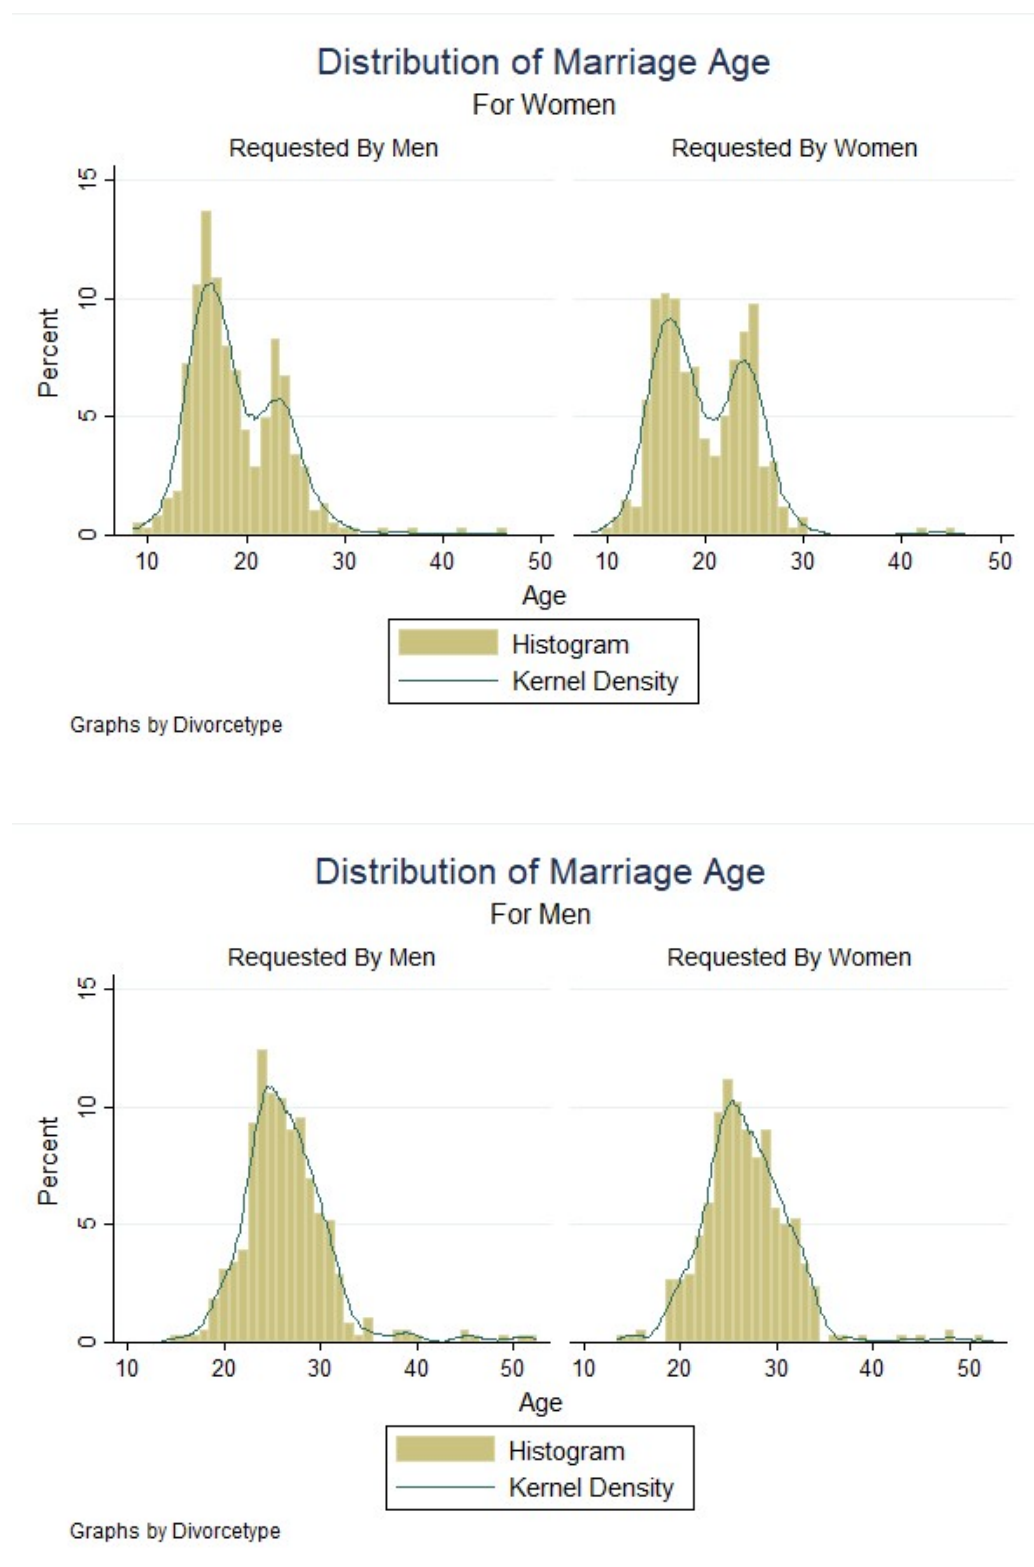 Distribution of Marriage Age
For Women
Requested By Men
Requested By Women
15
10
5
0
Percent
10 20 30 40 50
10 20 30 40 50
Age
Histogram
Kernel Density
Graphs by Divorcetype
Distribution of Marriage Age
For Men
Requested By Men
Requested By Women
15
10
5
0
Percent
10 20 30 40 50
10 20 30 40 50
Age
Histogram
Kernel Density
Graphs by Divorcetype